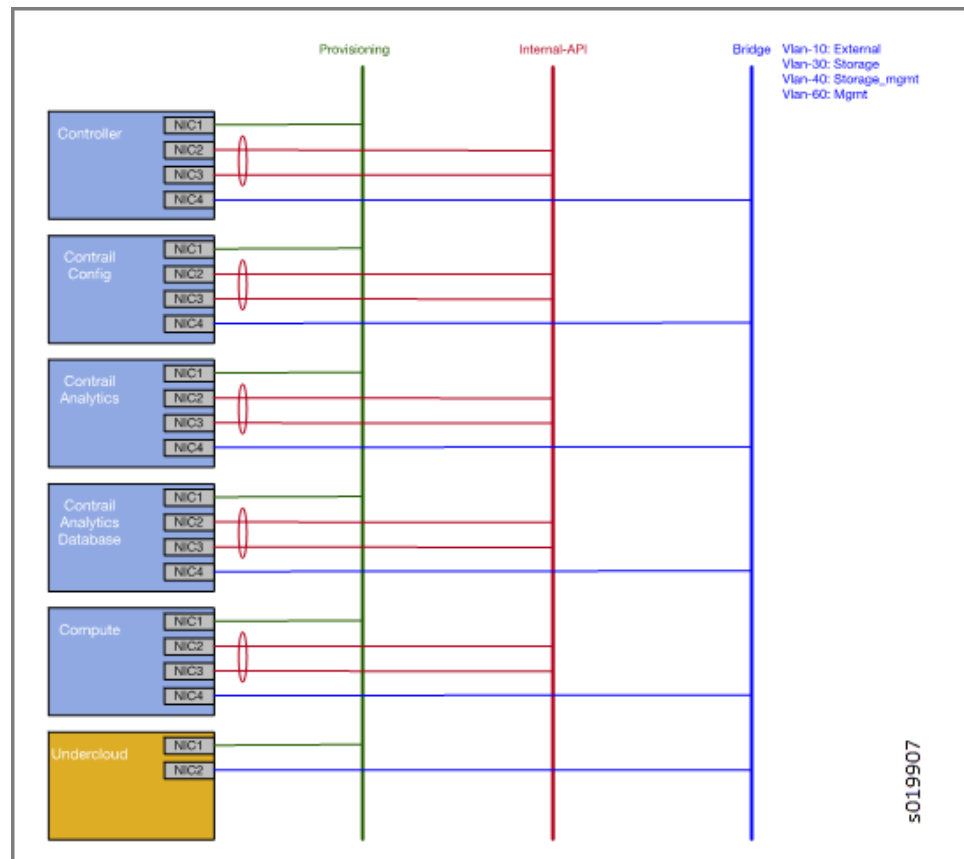 Provisioning
Internal-API
Bridge
Vlan-10: External
Vlan-30: Storage
Vlan-40: Storage_mgmt
Vlan-60: Mgmt
Controller
NIC1
NIC2
NIC3
NIC4
Contrail
Config
NIC1
NIC2
NIC3
NIC4
Contrail
Analytics
NIC1
NIC2
NIC3
NIC4
Contrail
Analytics
Database
NIC1
NIC2
NIC3
NIC4
Compute
NIC1
NIC2
NIC3
NIC4
Undercloud
NIC1
NIC2
s019907